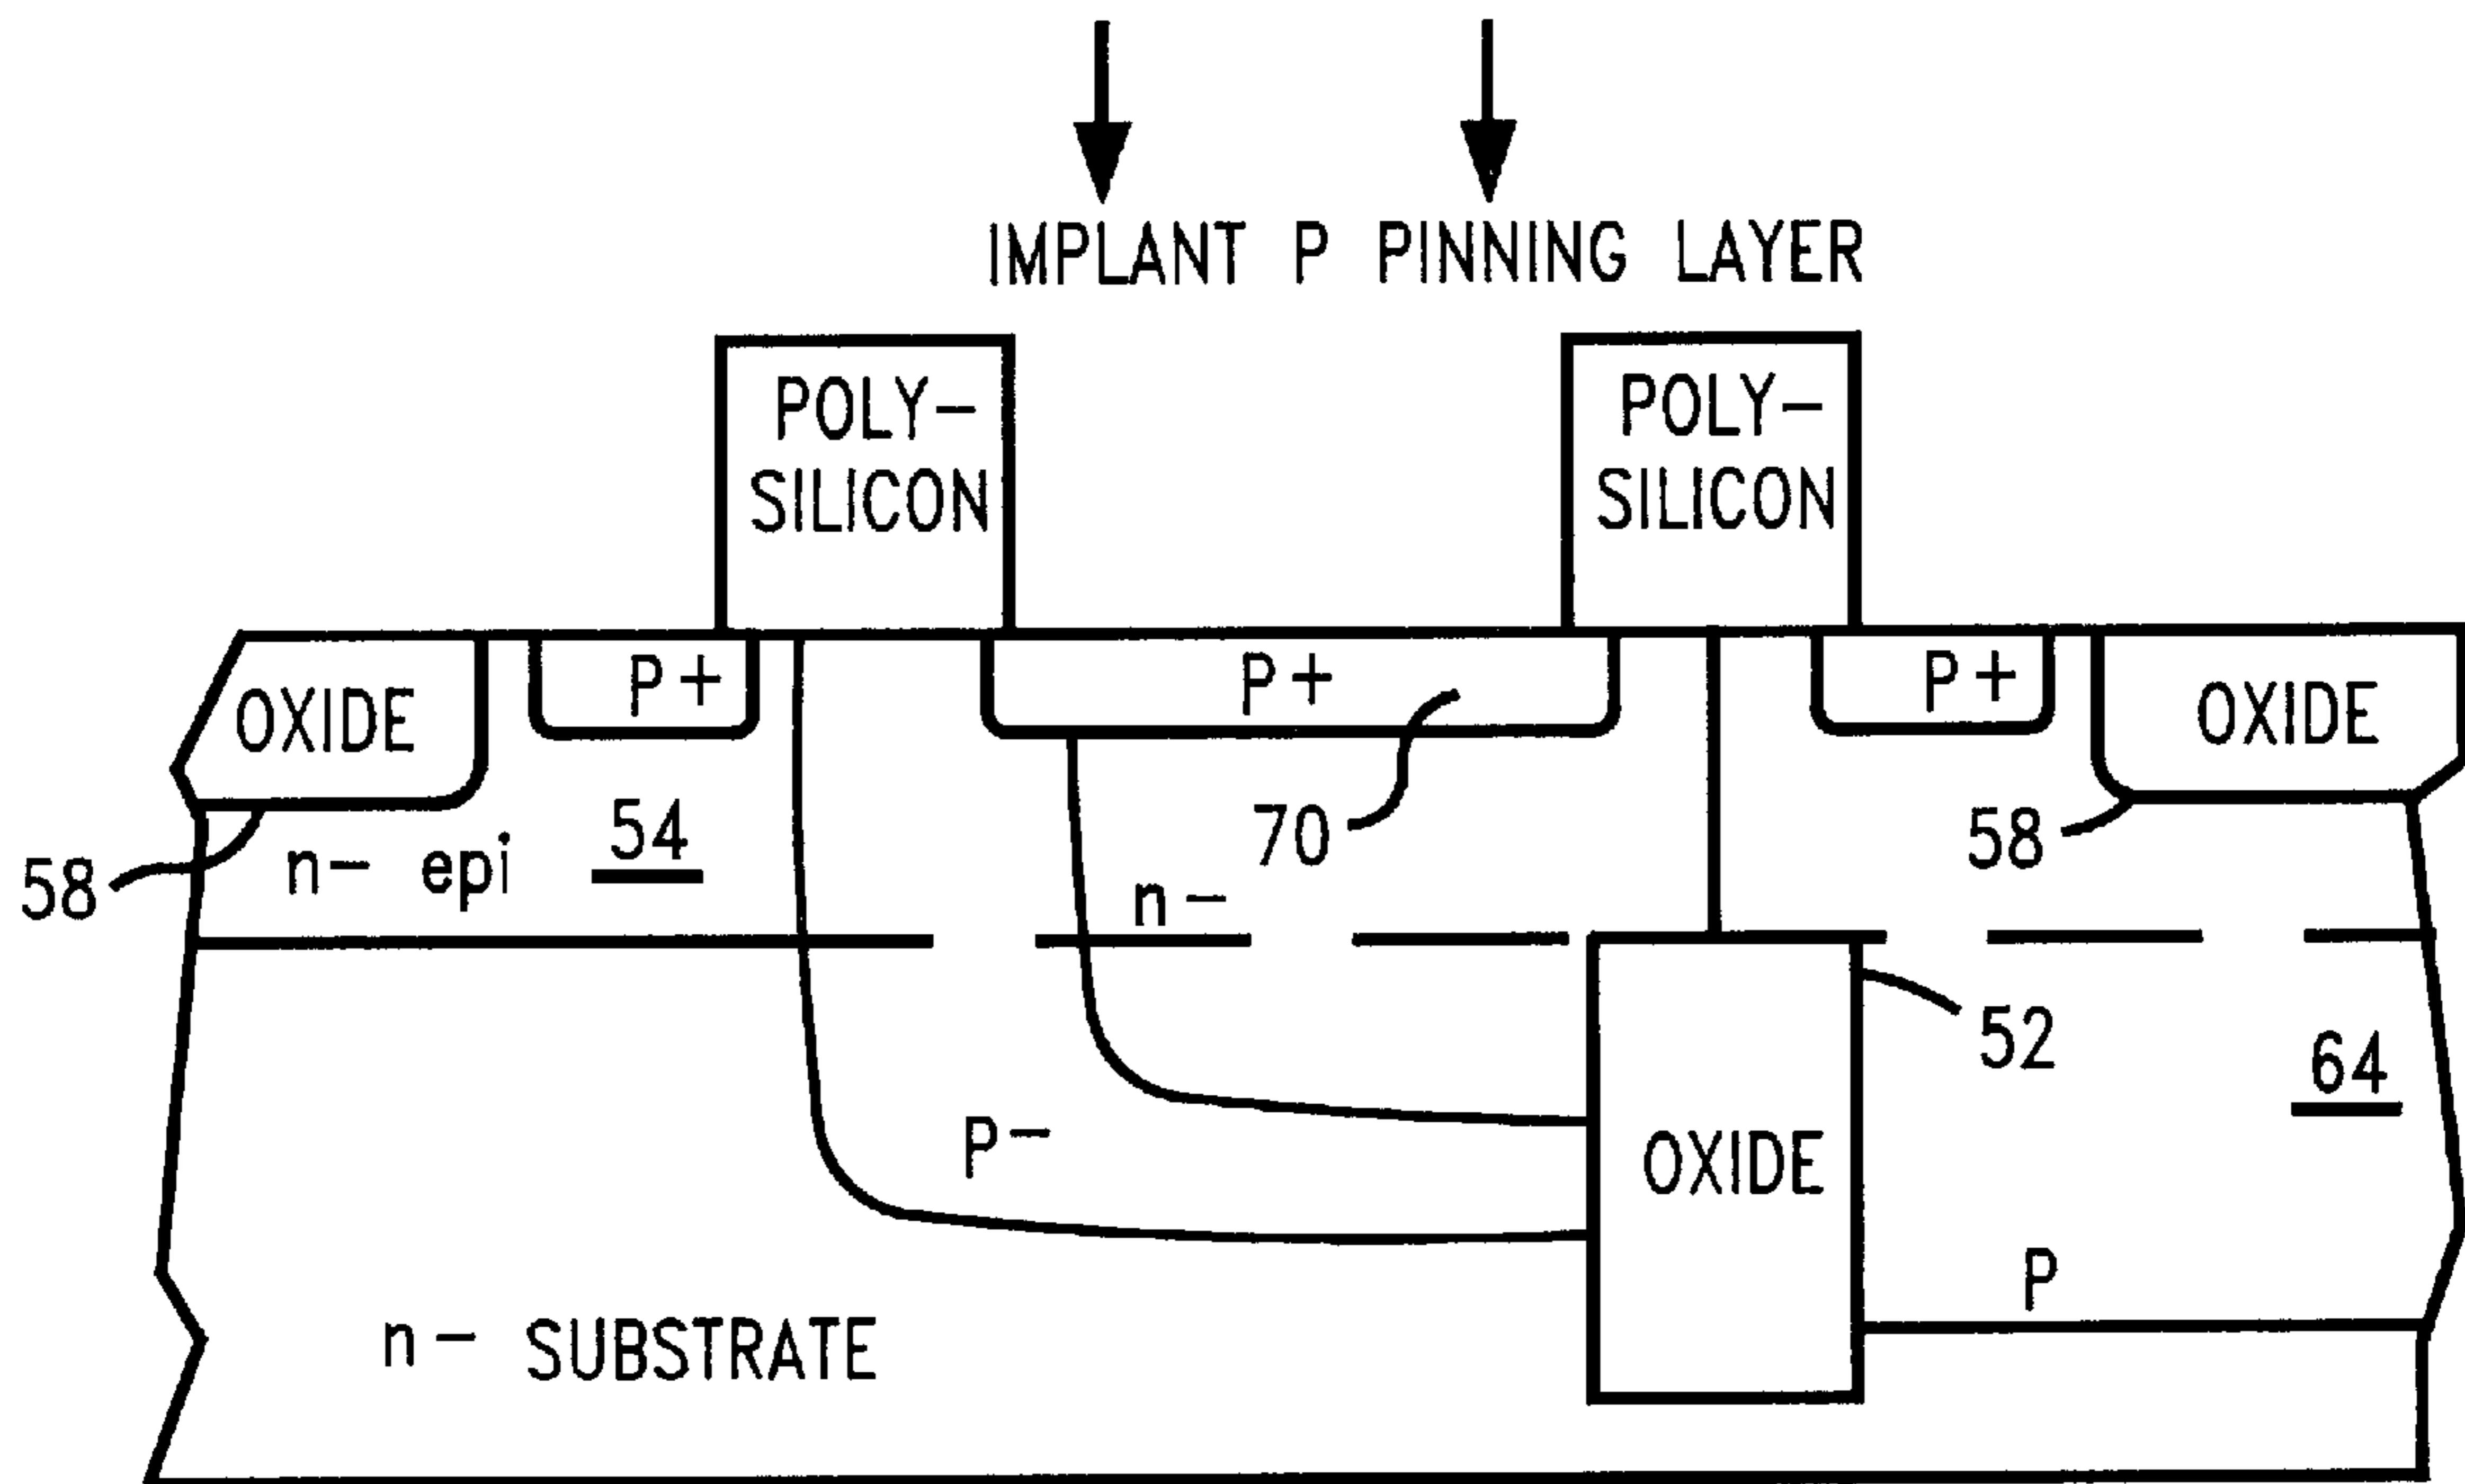 IMPLANT P PINNING LAYER
POLY-
SILICON
POLY-
SILICON
OXIDE
P+
P+
P+
OXIDE
58
n- epi
54
n-
70
58
52
64
P-
OXIDE
P
n- SUBSTRATE